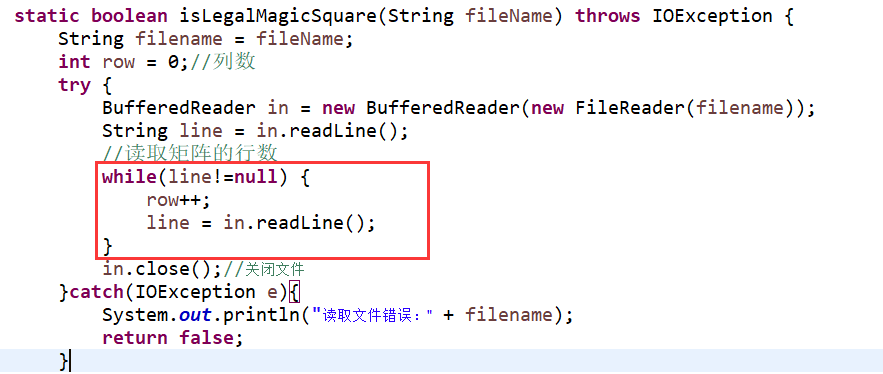 static boolean isLegalMagicSquare(String fileName) throws IOException {
String filename = fileName;
int row = 0;//列数
try {
BufferedReader in = new BufferedReader(new FileReader(filename));
String line = in.readLine();
//读取矩阵的行数
while(line!=null) {
row++;
line = in.readLine();
}
in.close();//关闭文件
}catch(IOException e){
System.out.println("读取文件错误:" + filename);
return false;
}